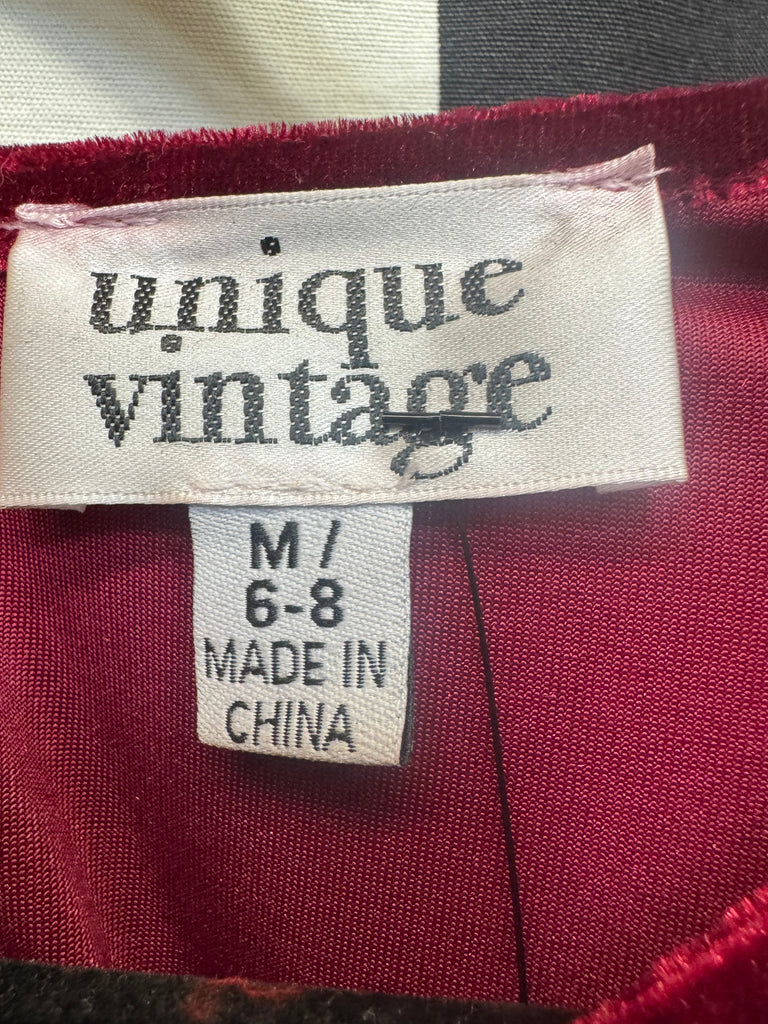 unique
vintage
M /
6-8
MADE IN
CHINA